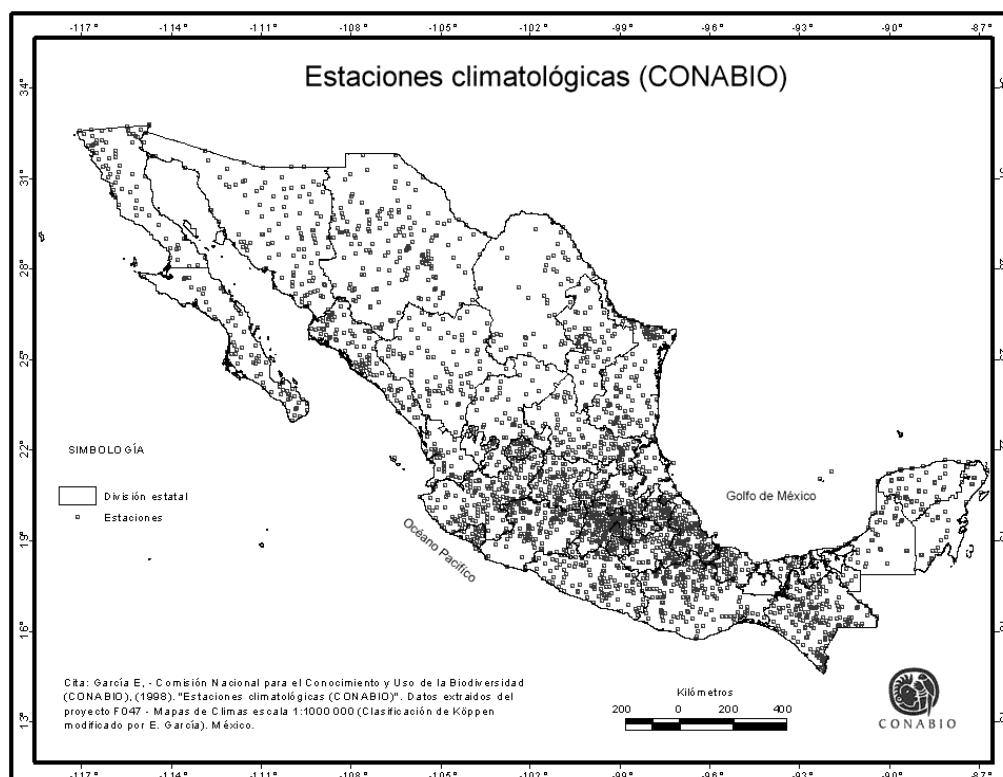 -117° -114° -111° -108° -105° -102° -99° -96° -93° -90° -87°
Estaciones climatológicas (CONABIO)
34°
31°
28°
25°
22°
19°
16°
13°
SIMBOLOGÍA
División estatal
Estaciones
Golfo de México
Océano Pacífico
Cita: García E, - Comisión Nacional para el Conocimiento y Uso de la Biodiversidad
(CONABIO), (1998). "Estaciones climatológicas (CONABIO)". Datos extraidos del
proyecto F047 - Mapas de Climas escala 1:1000 000 (Clasificación de Köppen
modificado por E. García). México.
Kilómetros
200 0 200 400
CONABIO
-117° -114° -111° -108° -105° -102° -99° -96° -93° -90° -87°